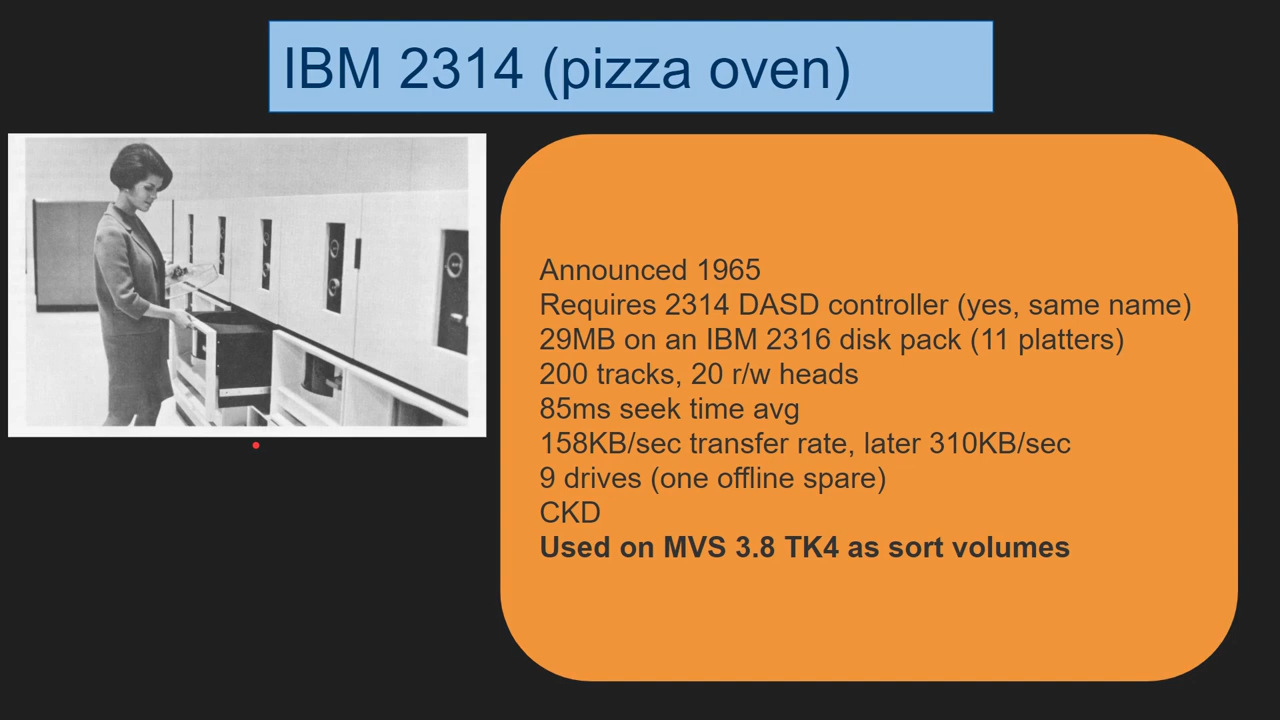 IBM 2314 (pizza oven)
Announced 1965
Requires 2314 DASD controller (yes, same name)
29MB on an IBM 2316 disk pack (11 platters)
200 tracks, 20 r/w heads
85ms seek time avg
158KB/sec transfer rate, later 310KB/sec
9 drives (one offline spare)
CKD
Used on MVS 3.8 TK4 as sort volumes